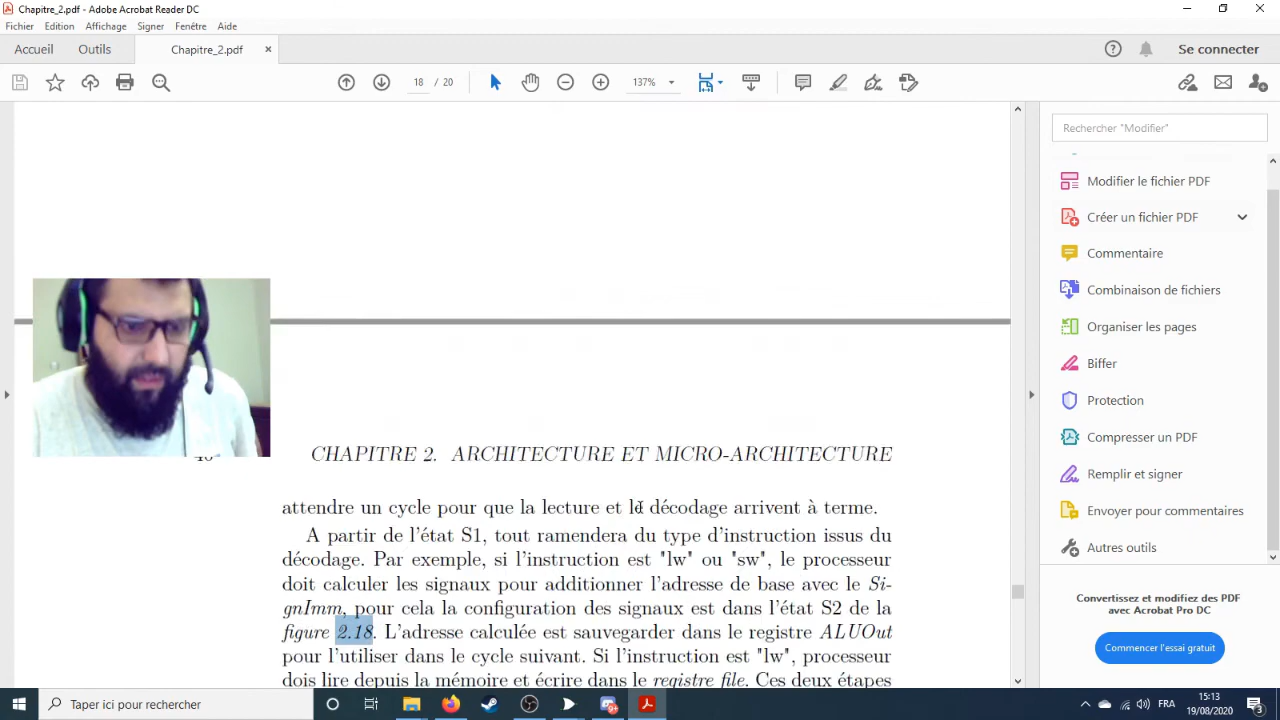 Chapitre_2.pdf - Adobe Acrobat Reader DC
Fichier Edition Affichage Signer Fenêtre Aide
Accueil Outils Chapitre_2.pdf × Se connecter
18 / 20 137%
Rechercher "Modifier"
Modifier le fichier PDF
Créer un fichier PDF
Commentaire
Combinaison de fichiers
Organiser les pages
Biffer
Protection
Compresser un PDF
Remplir et signer
Envoyer pour commentaires
Autres outils
Convertissez et modifiez des PDF
avec Acrobat Pro DC
Commencer l'essai gratuit
CHAPITRE 2. ARCHITECTURE ET MICRO-ARCHITECTURE
attendre un cycle pour que la lecture et le décodage arrivent à terme.
A partir de l'état S1, tout ramendera du type d'instruction issus du
décodage. Par exemple, si l'instruction est "lw" ou "sw", le processeur
doit calculer les signaux pour additionner l'adresse de base avec le Si-
gnImm, pour cela la configuration des signaux est dans l'état S2 de la
figure 2.18. L'adresse calculée est sauvegarder dans le registre ALUOut
pour l'utiliser dans le cycle suivant. Si l'instruction est "lw", processeur
dois lire depuis la mémoire et écrire dans le registre file. Ces deux étapes
Taper ici pour rechercher
FRA
15:13
19/08/2020